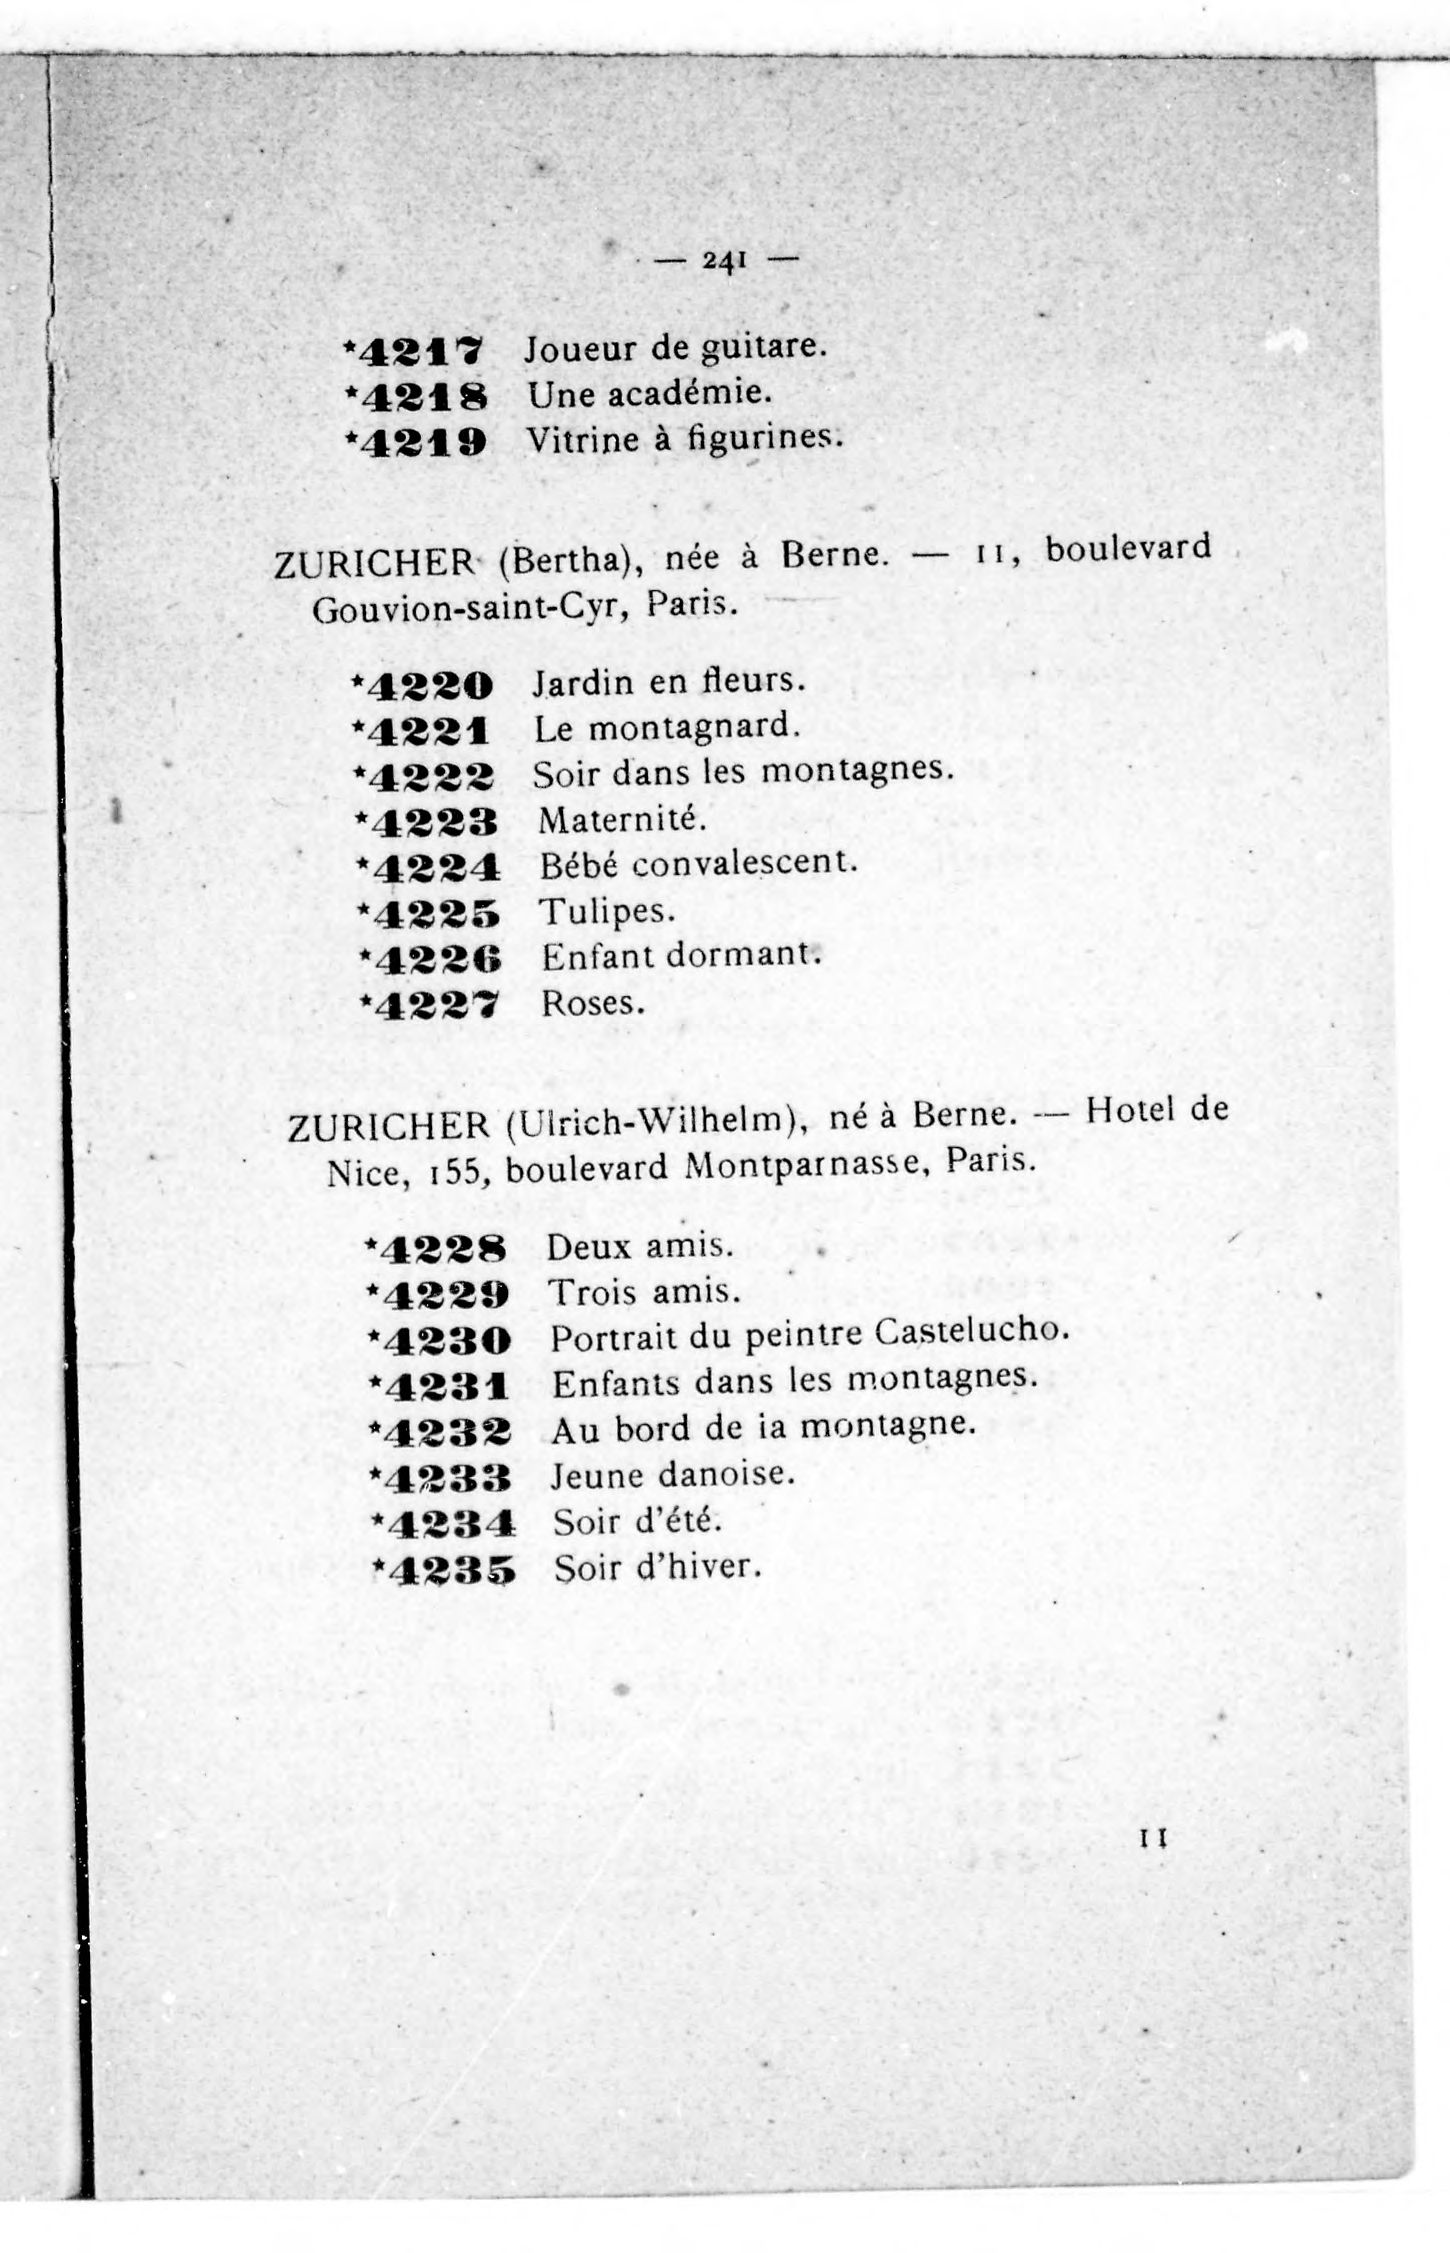 — 241 —
*4217 Joueur de guitare.
*4218 Une académie.
*4219 Vitrine à figurines.
ZURICHER (Bertha), née à Berne. — 11, boulevard
Gouvion-saint-Cyr, Paris.
*4220 Jardin en fleurs.
*4221 Le montagnard.
*4222 Soir dans les montagnes.
*4223 Maternité.
*4224 Bébé convalescent.
*4225 Tulipes.
*4226 Enfant dormant.
*4227 Roses.
ZURICHER (Ulrich-Wilhelm), né à Berne. — Hotel de
Nice, 155, boulevard Montparnasse, Paris.
*4228 Deux amis.
*4229 Trois amis.
*4230 Portrait du peintre Castelucho.
*4231 Enfants dans les montagnes.
*4232 Au bord de ia montagne.
*4233 Jeune danoise.
*4234 Soir d'été.
*4235 Soir d'hiver.
11